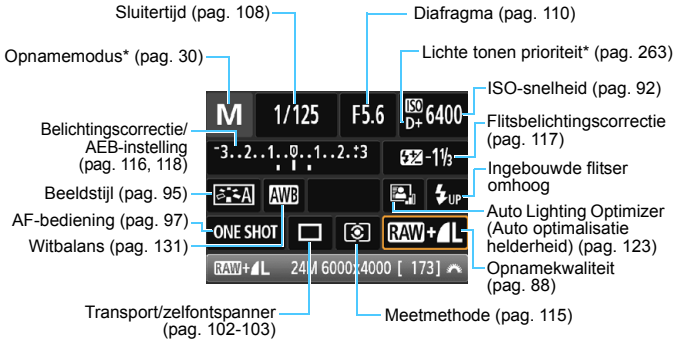 Sluitertijd (pag. 108)
Diafragma (pag. 110)
Opnamemodus* (pag. 30)
Lichte tonen prioriteit* (pag. 263)
ISO-snelheid (pag. 92)
M 1/125 F5.6 ISO D+ 6400
Belichtingscorrectie/
AEB-instelling
(pag. 116, 118)
Flitsbelichtingscorrectie
(pag. 117)
-3..2..1..0..1..2.+3
-1⅓
Beeldstijl (pag. 95)
Ingebouwde flitser
omhoog
A AWB UP
AF-bediening (pag. 97)
Auto Lighting Optimizer
(Auto optimalisatie
helderheid) (pag. 123)
Witbalans (pag. 131)
ONE SHOT RAW+L
Opnamekwaliteit
(pag. 88)
RAW+L 24M 6000x4000 [ 173]
Transport/zelfontspanner
(pag. 102-103)
Meetmethode (pag. 115)